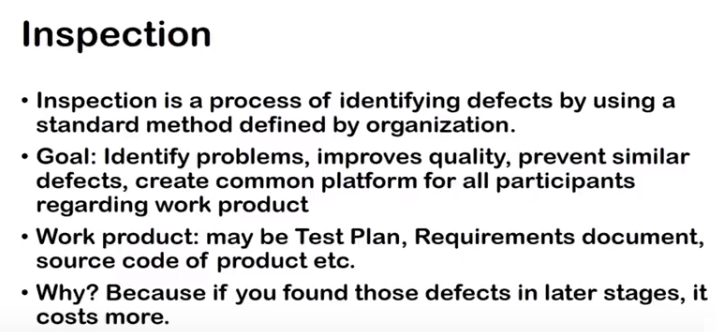 Inspection
• Inspection is a process of identifying defects by using a
standard method defined by organization.
• Goal: Identify problems, improves quality, prevent similar
defects, create common platform for all participants
regarding work product
• Work product: may be Test Plan, Requirements document,
source code of product etc.
• Why? Because if you found those defects in later stages, it
costs more.